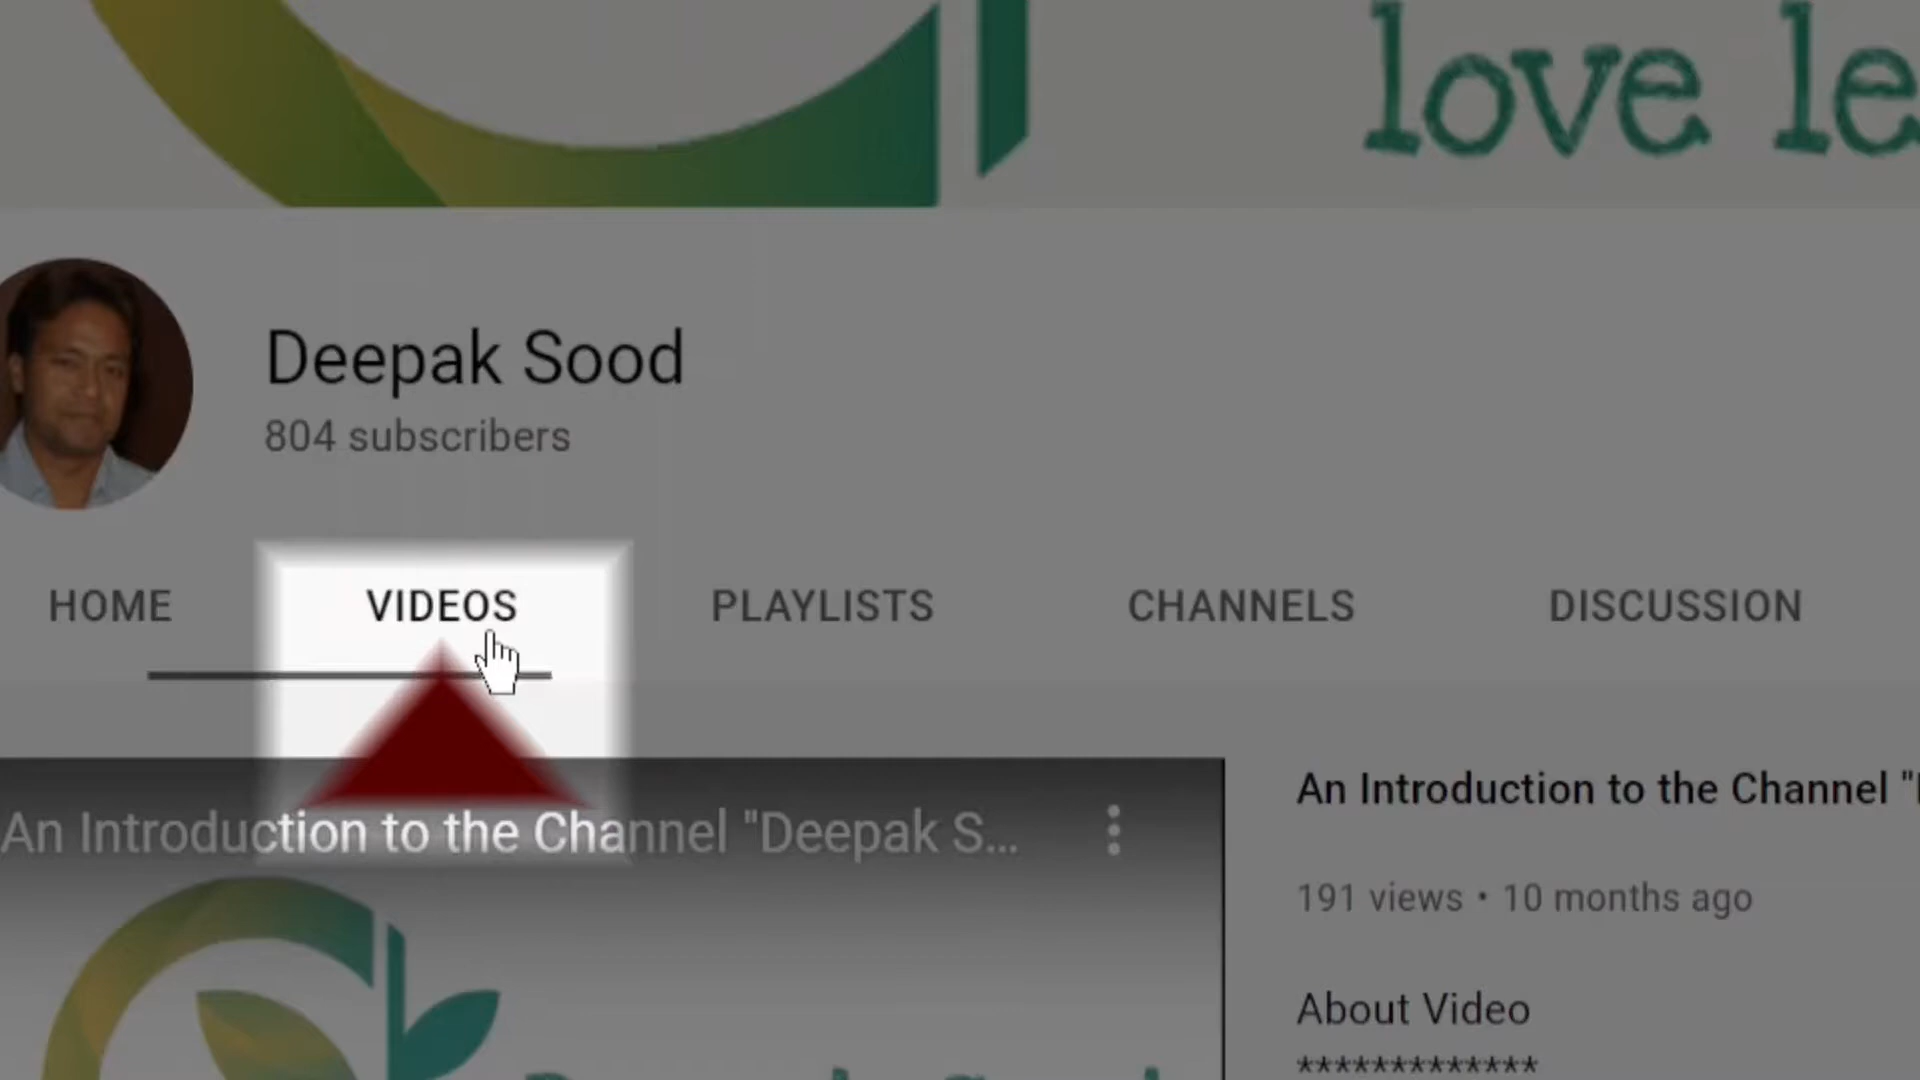 love le
Deepak Sood
804 subscribers
HOME VIDEOS PLAYLISTS CHANNELS DISCUSSION
An Introduction to the Channel "Deepak S...
An Introduction to the Channel "
191 views • 10 months ago
About Video
*************